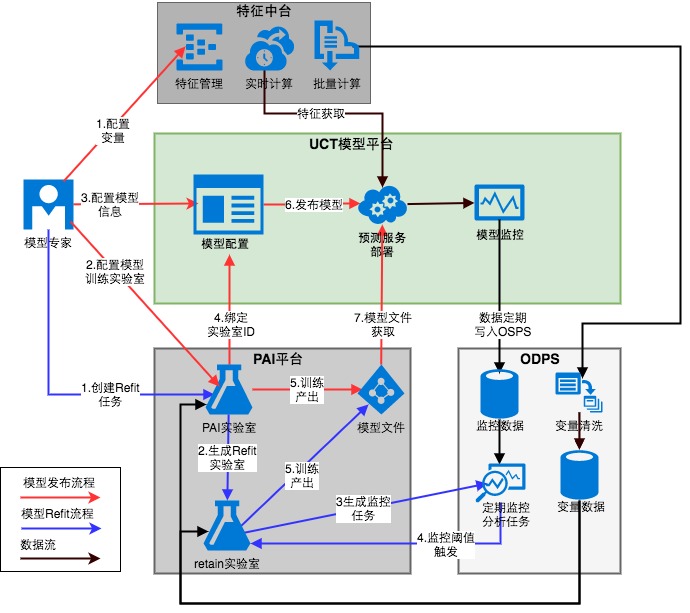 特征中台
特征管理
实时计算
批量计算
1.配置
变量
特征获取
UCT模型平台
模型专家
3.配置模型
信息
模型配置
6.发布模型
预测服务
部署
模型监控
2.配置模型
训练实验室
4.绑定
实验室ID
7.模型文件
获取
数据定期
写入OSPS
PAI平台
ODPS
1.创建Refit
任务
PAI实验室
5.训练
产出
模型文件
监控数据
变量清洗
2.生成Refit
实验室
5.训练
产出
3生成监控
任务
定期监控
分析任务
变量数据
4.监控阈值
触发
retain实验室
模型发布流程
模型Refit流程
数据流